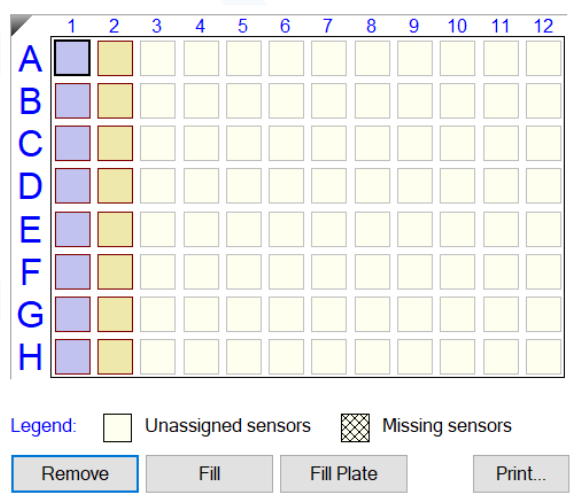 1 2 3 4 5 6 7 8 9 10 11 12
A
B
C
D
E
F
G
H
Legend: Unassigned sensors Missing sensors
Remove Fill Fill Plate Print...